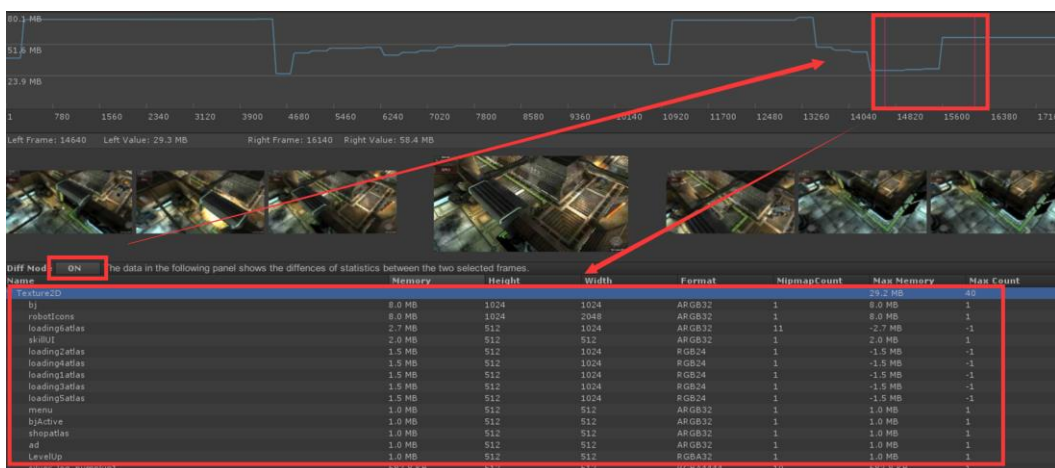 80.1 MB
51.6 MB
23.9 MB
1 780 1560 2340 3120 3900 4680 5460 6240 7020 7800 8580 9360 10140 10920 11700 12480 13260 14040 14820 15600 16380
Left Frame: 14640 Left Value: 29.3 MB Right Frame: 16140 Right Value: 58.4 MB
Diff Mode ON The data in the following panel shows the diffences of statistics between the two selected frames.
Name Memory Height Width Format MipmapCount Max Memory Max Count
Texture2D 29.2 MB 40
bj 8.0 MB 1024 1024 ARGB32 1 8.0 MB 1
robotIcons 8.0 MB 1024 2048 ARGB32 1 8.0 MB 1
loading6atlas 2.7 MB 512 1024 ARGB32 11 -2.7 MB -1
skillUI 2.0 MB 512 512 ARGB32 1 2.0 MB 1
loading2atlas 1.5 MB 512 1024 RGB24 1 -1.5 MB -1
loading4atlas 1.5 MB 512 1024 RGB24 1 -1.5 MB -1
loading1atlas 1.5 MB 512 1024 RGB24 1 -1.5 MB -1
loading3atlas 1.5 MB 512 1024 RGB24 1 -1.5 MB -1
loading5atlas 1.5 MB 512 1024 RGB24 1 -1.5 MB -1
menu 1.0 MB 512 512 ARGB32 1 1.0 MB 1
bjActive 1.0 MB 512 512 ARGB32 1 1.0 MB 1
shopatlas 1.0 MB 512 512 ARGB32 1 1.0 MB 1
ad 1.0 MB 512 512 ARGB32 1 1.0 MB 1
LevelUp 1.0 MB 512 512 RGBA32 1 1.0 MB 1